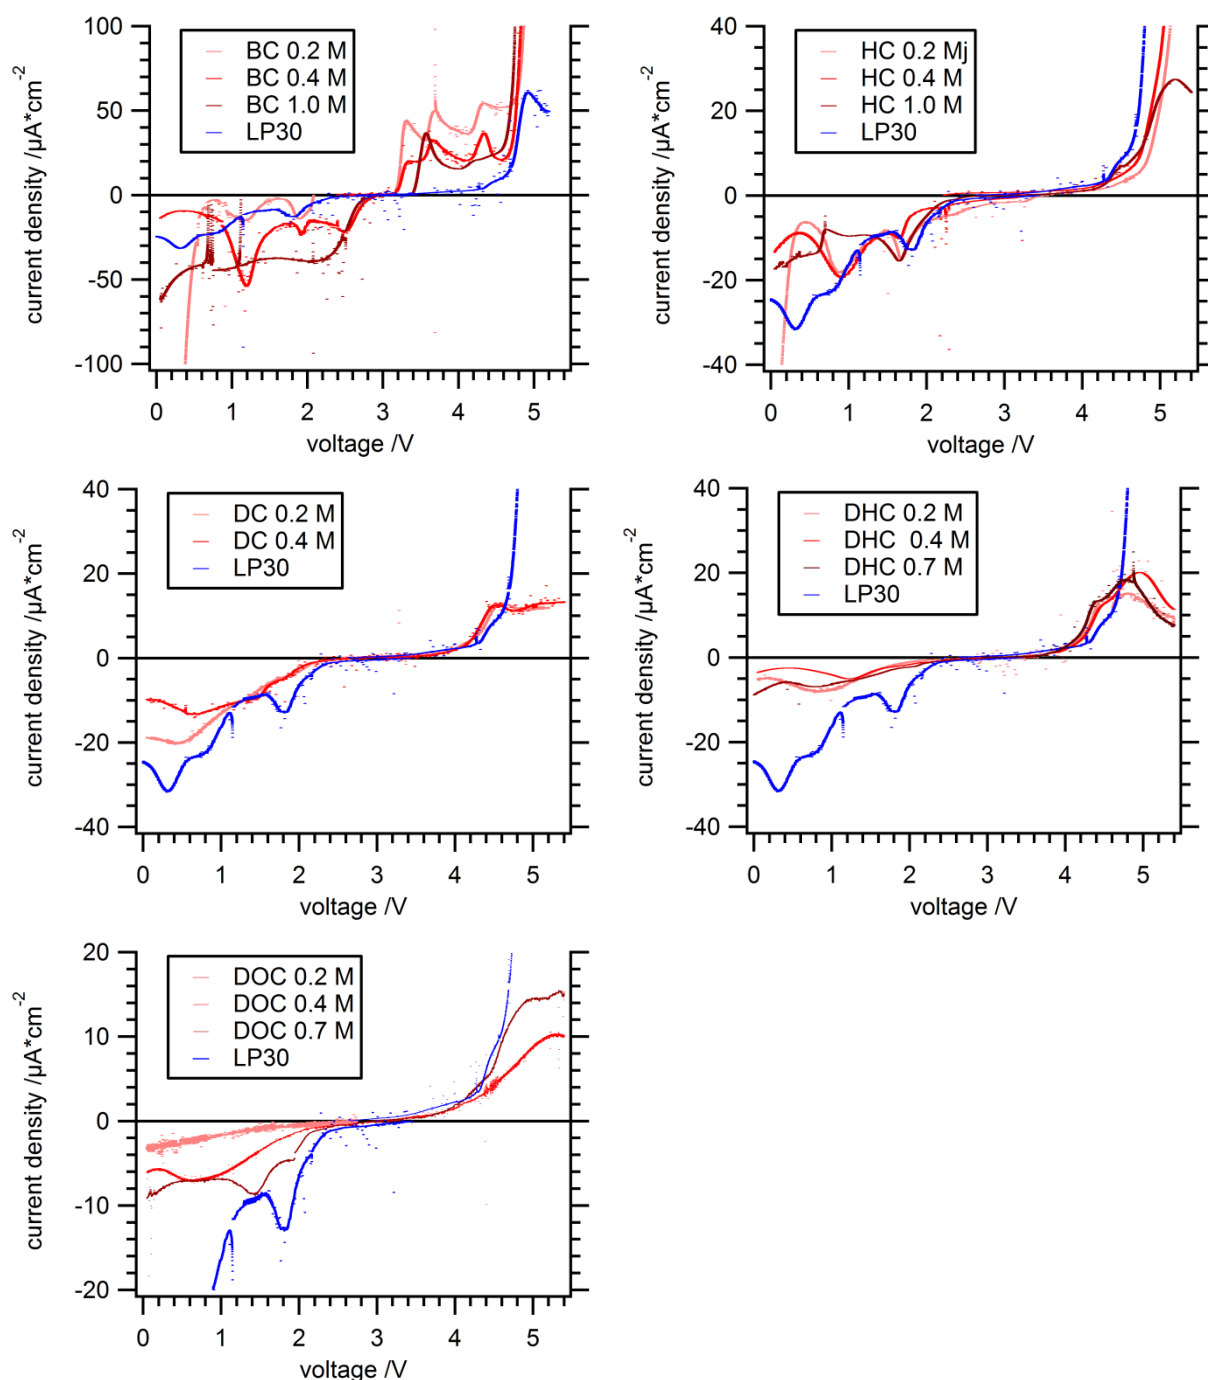 BC 0.2 M
BC 0.4 M
BC 1.0 M
LP30
current density /µA*cm-2
100
50
0
-50
-100
0 1 2 3 4 5
voltage /V
HC 0.2 Mj
HC 0.4 M
HC 1.0 M
LP30
current density /µA*cm-2
40
20
0
-20
-40
0 1 2 3 4 5
voltage /V
DC 0.2 M
DC 0.4 M
LP30
current density /µA*cm-2
40
20
0
-20
-40
0 1 2 3 4 5
voltage /V
DHC 0.2 M
DHC 0.4 M
DHC 0.7 M
LP30
current density /µA*cm-2
40
20
0
-20
-40
0 1 2 3 4 5
voltage /V
DOC 0.2 M
DOC 0.4 M
DOC 0.7 M
LP30
current density /µA*cm-2
20
10
0
-10
-20
0 1 2 3 4 5
voltage /V